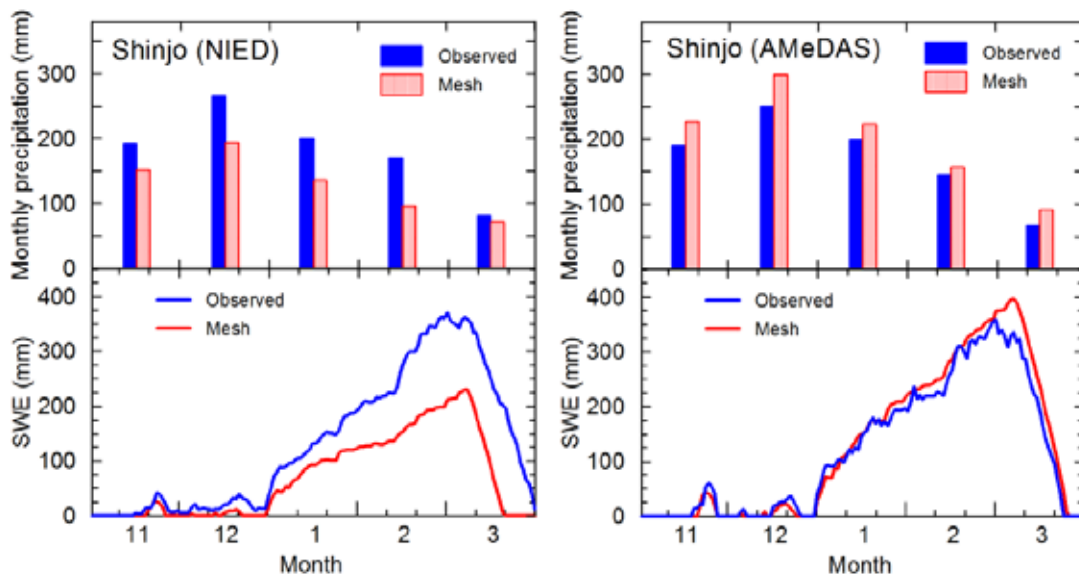 Shinjo (NIED)
Observed
Mesh
Monthly precipitation (mm)
300
200
100
0
Observed
Mesh
SWE (mm)
400
300
200
100
0
11 12 1 2 3
Month
Shinjo (AMeDAS)
Observed
Mesh
Monthly precipitation (mm)
300
200
100
0
Observed
Mesh
SWE (mm)
400
300
200
100
0
11 12 1 2 3
Month